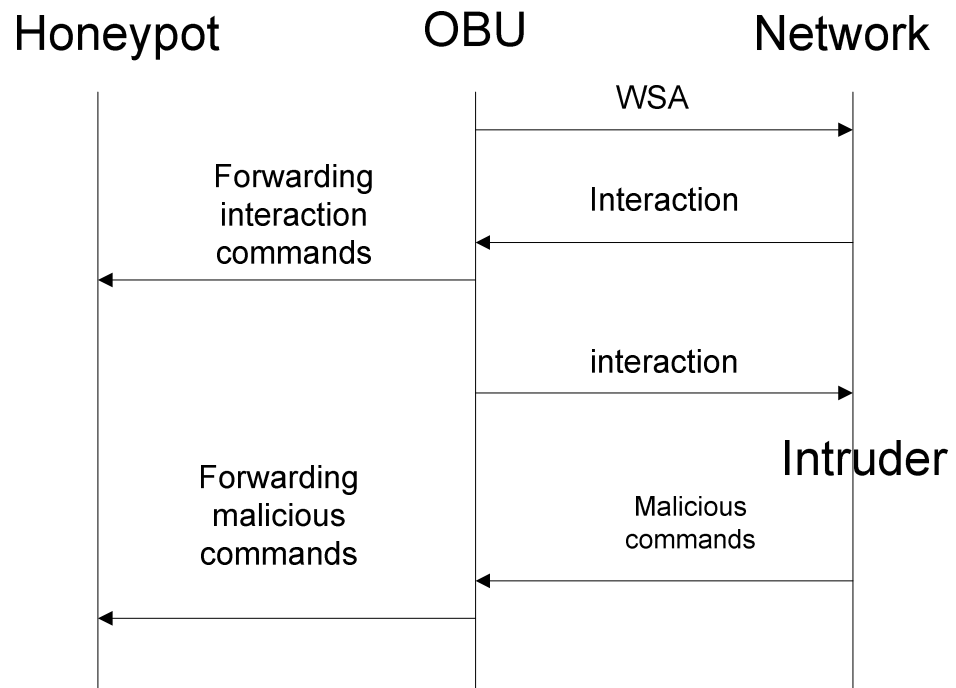 Honeypot
OBU
Network
WSA
Forwarding
interaction
commands
Interaction
interaction
Intruder
Forwarding
malicious
commands
Malicious
commands